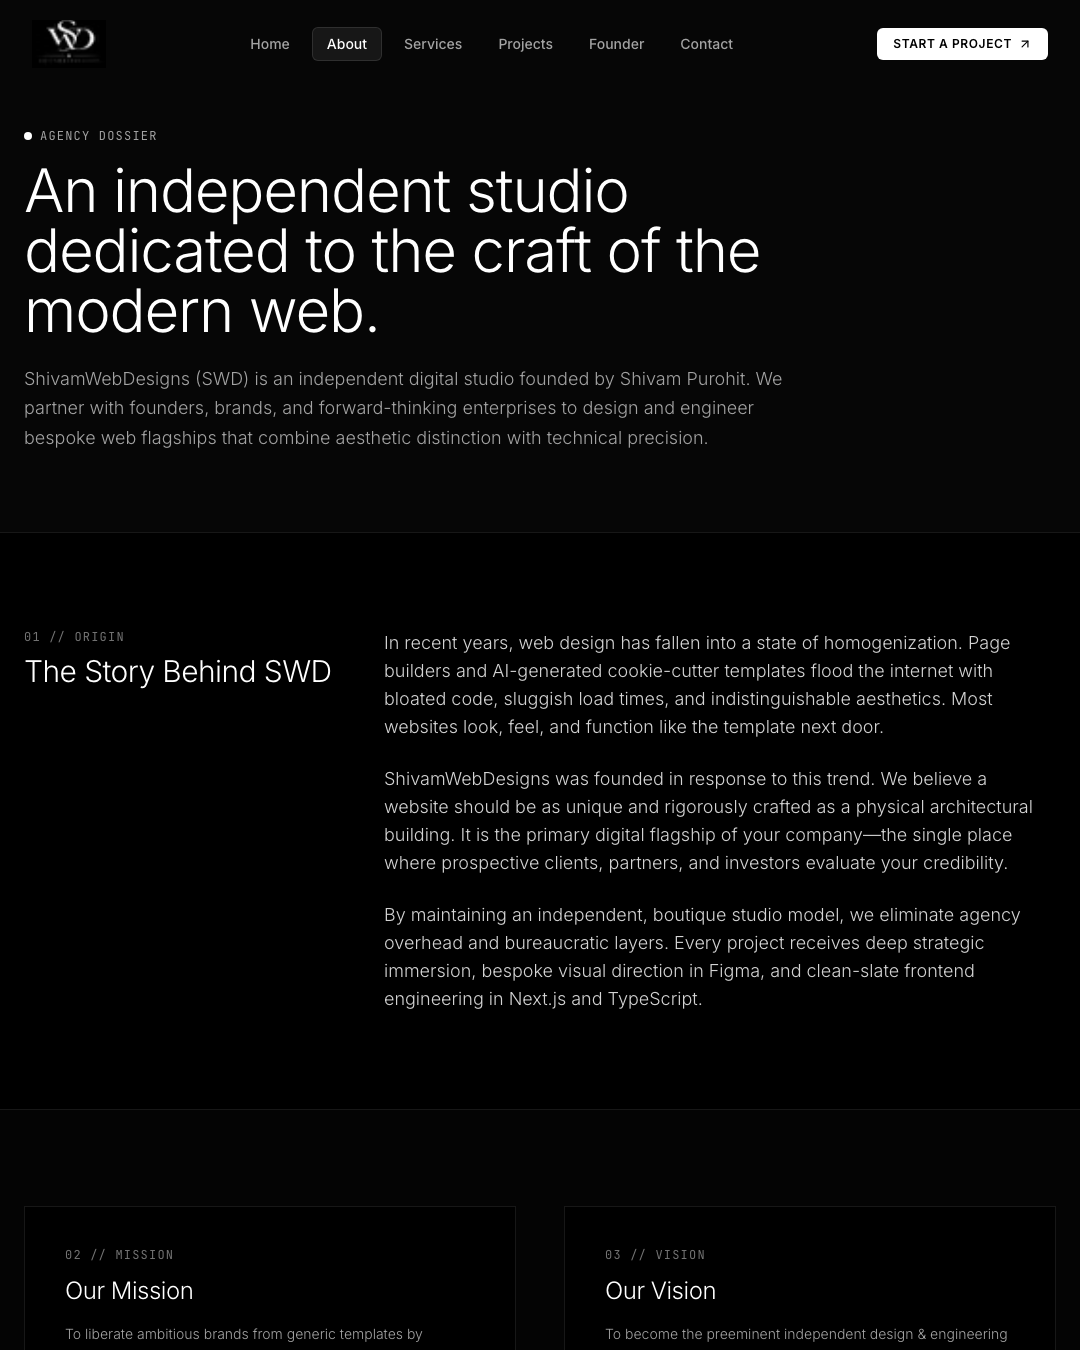 WSD
Home
About
Services
Projects
Founder
Contact
START A PROJECT
AGENCY DOSSIER
An independent studio
dedicated to the craft of the
modern web.
ShivamWebDesigns (SWD) is an independent digital studio founded by Shivam Purohit. We
partner with founders, brands, and forward-thinking enterprises to design and engineer
bespoke web flagships that combine aesthetic distinction with technical precision.
01 // ORIGIN
The Story Behind SWD
In recent years, web design has fallen into a state of homogenization. Page
builders and AI-generated cookie-cutter templates flood the internet with
bloated code, sluggish load times, and indistinguishable aesthetics. Most
websites look, feel, and function like the template next door.
ShivamWebDesigns was founded in response to this trend. We believe a
website should be as unique and rigorously crafted as a physical architectural
building. It is the primary digital flagship of your company—the single place
where prospective clients, partners, and investors evaluate your credibility.
By maintaining an independent, boutique studio model, we eliminate agency
overhead and bureaucratic layers. Every project receives deep strategic
immersion, bespoke visual direction in Figma, and clean-slate frontend
engineering in Next.js and TypeScript.
02 // MISSION
Our Mission
To liberate ambitious brands from generic templates by
03 // VISION
Our Vision
To become the preeminent independent design & engineering